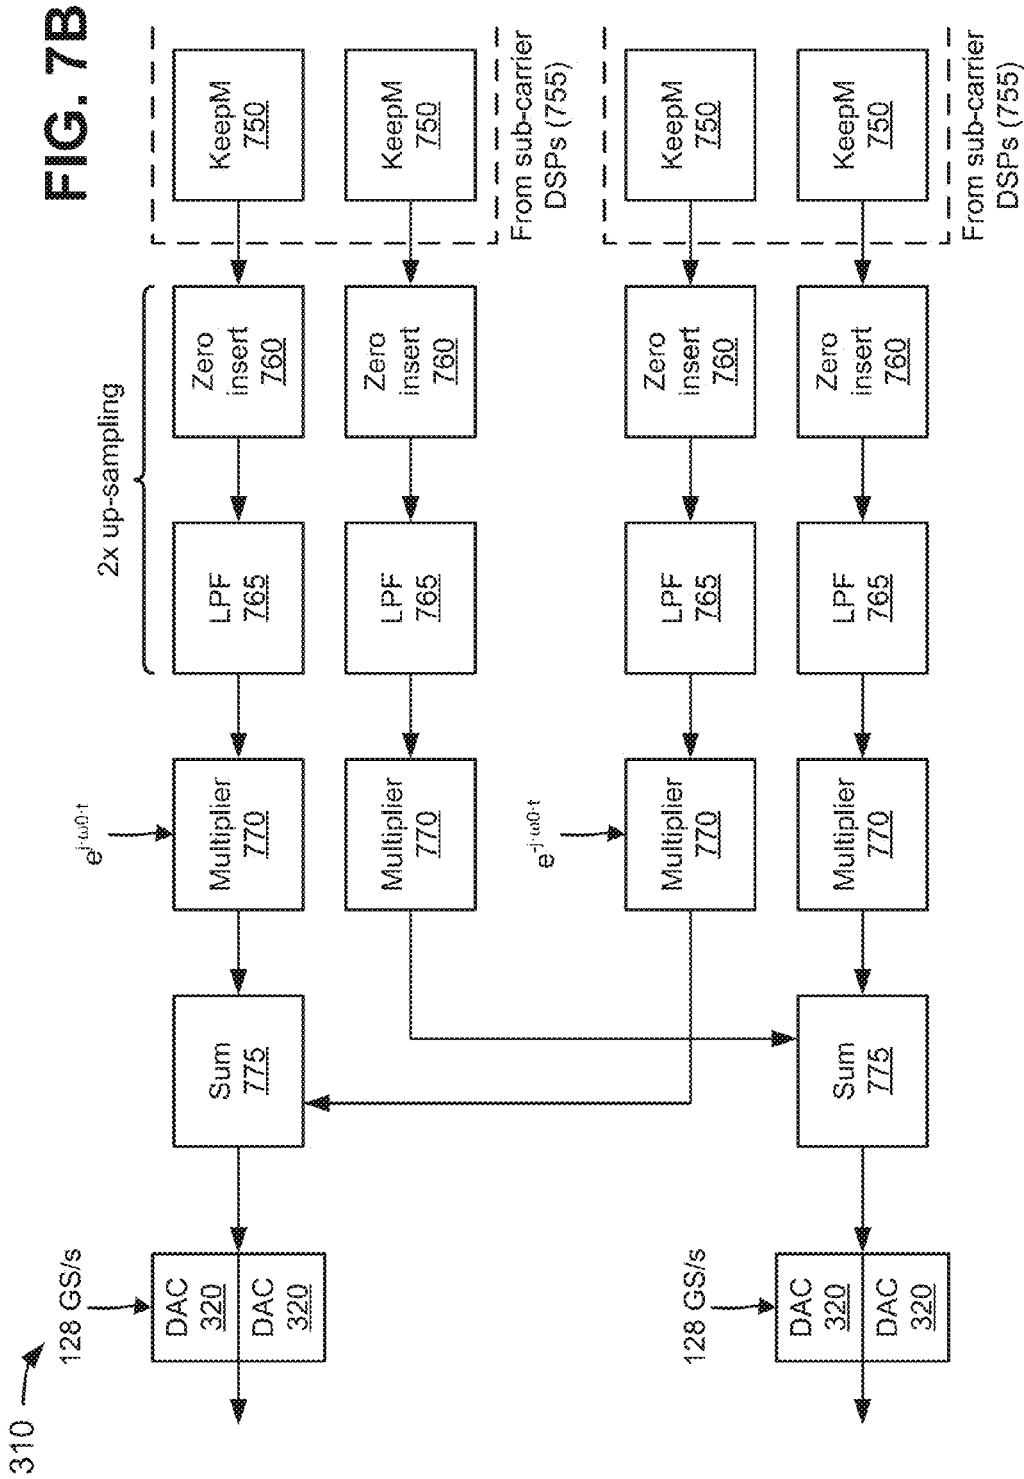 310
FIG. 7B
128 GS/s
e^j·ω0·t
2x up-sampling
DAC
320
DAC
320
Sum
775
Multiplier
770
LPF
765
Zero
insert
760
KeepM
750
Multiplier
770
LPF
765
Zero
insert
760
KeepM
750
From sub-carrier
DSPs (755)
e^-j·ω0·t
Multiplier
770
LPF
765
Zero
insert
760
KeepM
750
128 GS/s
DAC
320
DAC
320
Sum
775
Multiplier
770
LPF
765
Zero
insert
760
KeepM
750
From sub-carrier
DSPs (755)